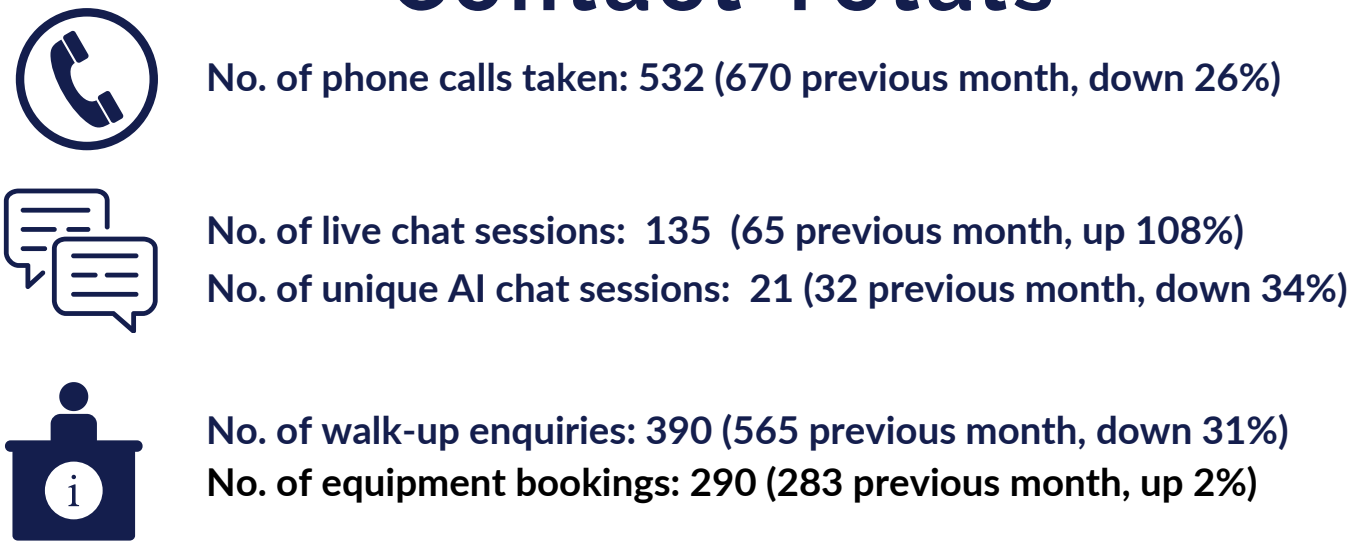 Contact Totals
No. of phone calls taken: 532 (670 previous month, down 26%)
No. of live chat sessions: 135 (65 previous month, up 108%)
No. of unique AI chat sessions: 21 (32 previous month, down 34%)
No. of walk-up enquiries: 390 (565 previous month, down 31%)
i
No. of equipment bookings: 290 (283 previous month, up 2%)